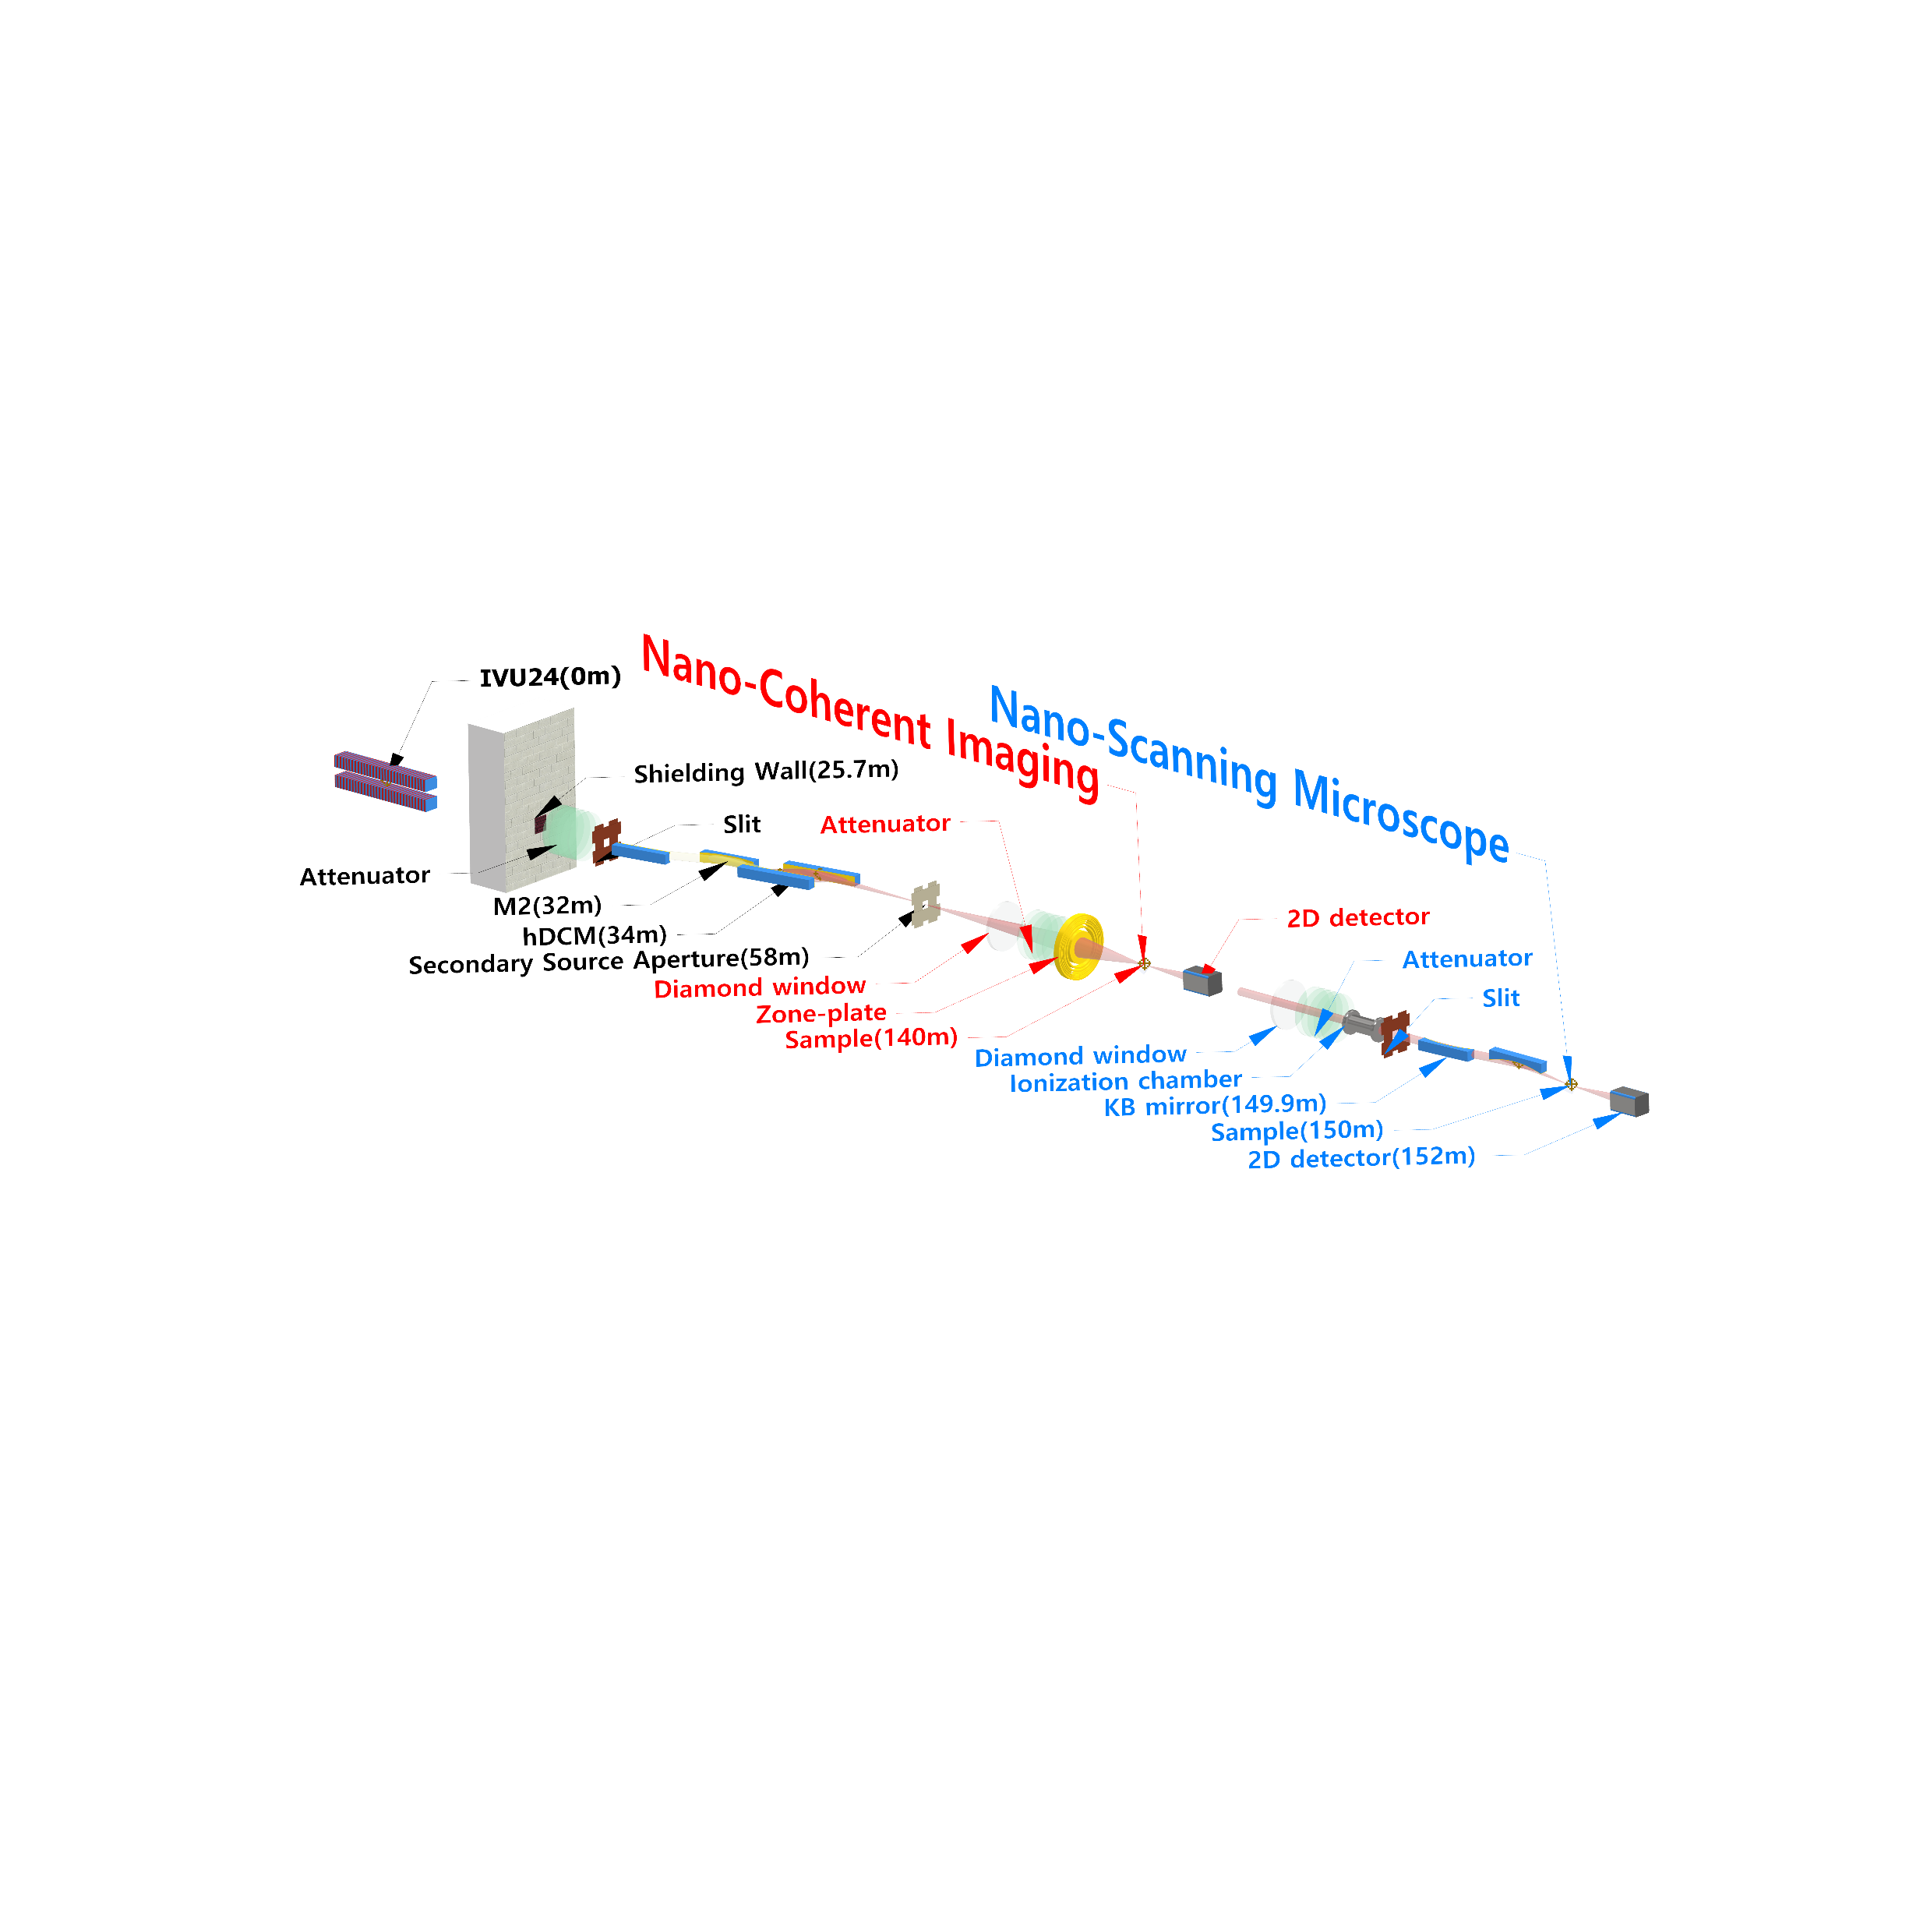 Nano-Coherent Imaging
Nano-Scanning Microscope
IVU24(0m)
Shielding Wall(25.7m)
Slit
Attenuator
Attenuator
M2(32m)
hDCM(34m)
Secondary Source Aperture(58m)
Diamond window
Zone-plate
Sample(140m)
2D detector
Attenuator
Slit
Diamond window
Ionization chamber
KB mirror(149.9m)
Sample(150m)
2D detector(152m)